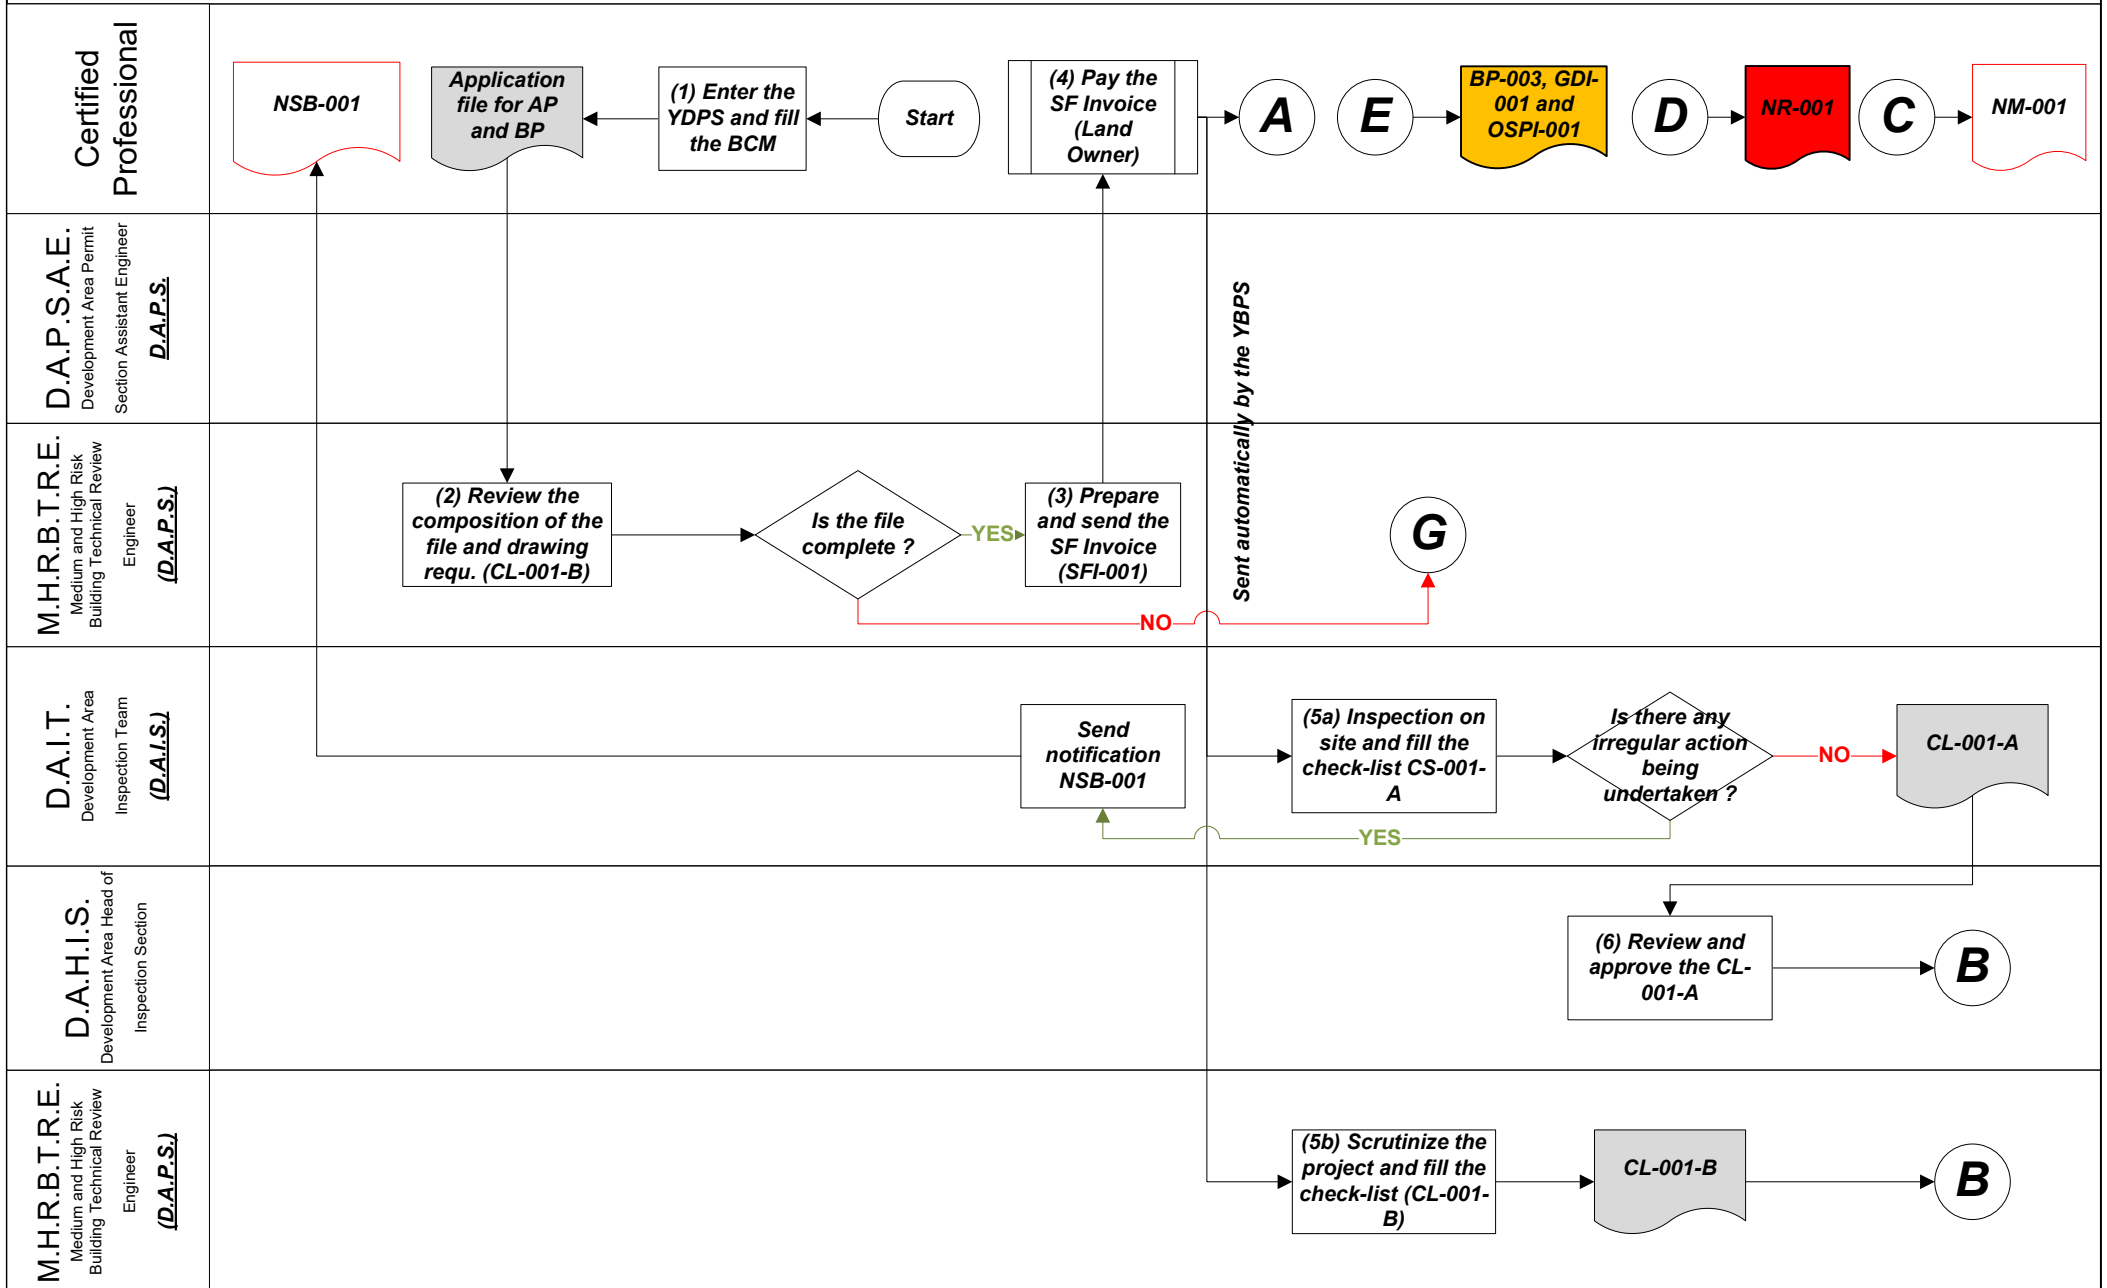 Certified
Professional
NSB-001
Application
file for AP
and BP
(1) Enter the
YDPS and fill
the BCM
Start
(4) Pay the
SF Invoice
(Land
Owner)
A
E
BP-003, GDI-
001 and
OSPI-001
D
NR-001
C
NM-001
D.A.P.S.A.E.
Development Area Permit
Section Assistant Engineer
D.A.P.S.
Sent automatically by the YBPS
M.H.R.B.T.R.E.
Medium and High Risk
Building Technical Review
Engineer
(D.A.P.S.)
(2) Review the
composition of the
file and drawing
requ. (CL-001-B)
Is the file
complete ?
YES
(3) Prepare
and send the
SF Invoice
(SFI-001)
NO
G
D.A.I.T.
Development Area
Inspection Team
(D.A.I.S.)
Send
notification
NSB-001
(5a) Inspection on
site and fill the
check-list CS-001-
A
Is there any
irregular action
being
undertaken ?
NO
CL-001-A
YES
D.A.H.I.S.
Development Area Head of
Inspection Section
(6) Review and
approve the CL-
001-A
B
M.H.R.B.T.R.E.
Medium and High Risk
Building Technical Review
Engineer
(D.A.P.S.)
(5b) Scrutinize the
project and fill the
check-list (CL-001-
B)
CL-001-B
B